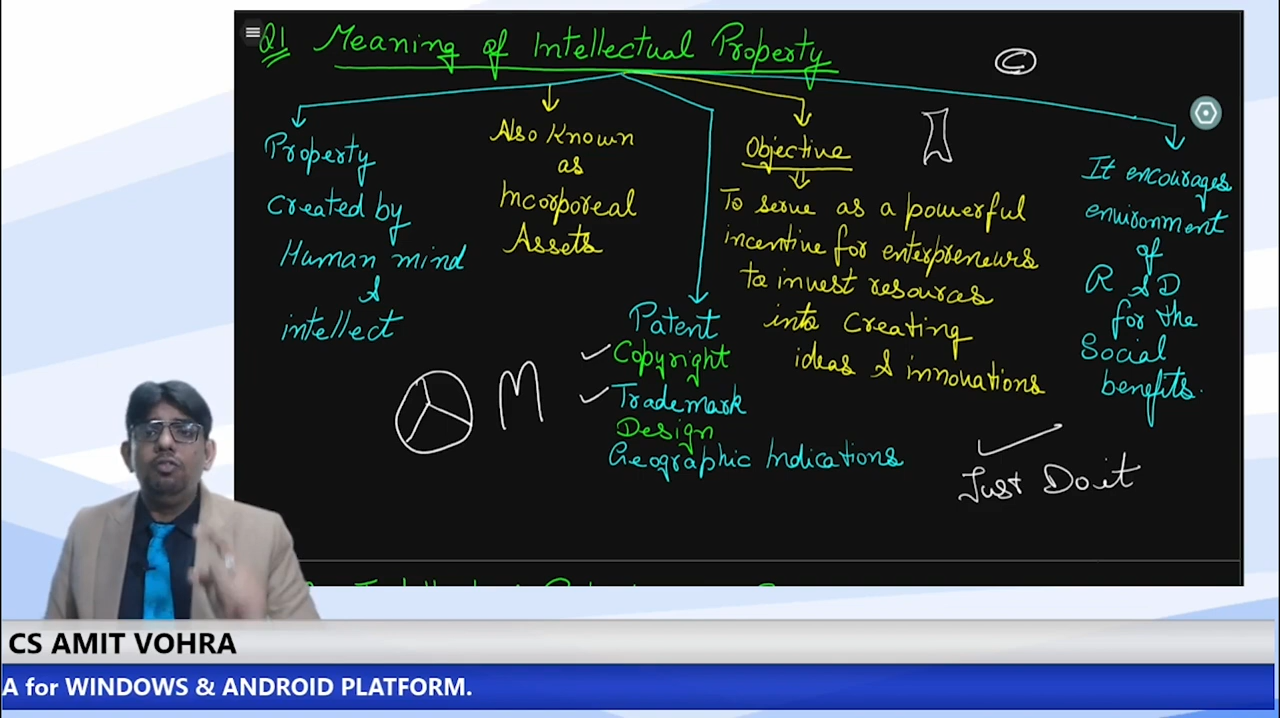 Q1 Meaning of Intellectual Property
©
Property
created by
Human mind
&
intellect
Also Known
as
Incorporeal
Assets
Patent
Copyright
Trademark
Design
Geographic Indications
Objective
To serve as a powerful
incentive for enterpreneurs
to invest resources
into Creating
ideas & innovations
It encourages
environment
of
R & D
for the
Social
benefits.
M
Just Do it
CS AMIT VOHRA
A for WINDOWS & ANDROID PLATFORM.